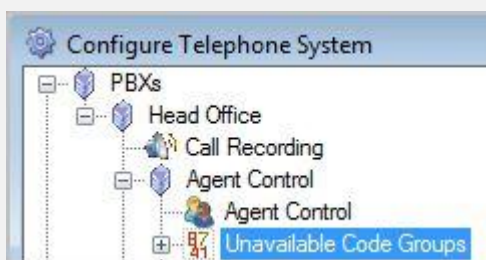 Configure Telephone System
PBXs
Head Office
Call Recording
Agent Control
Agent Control
Unavailable Code Groups